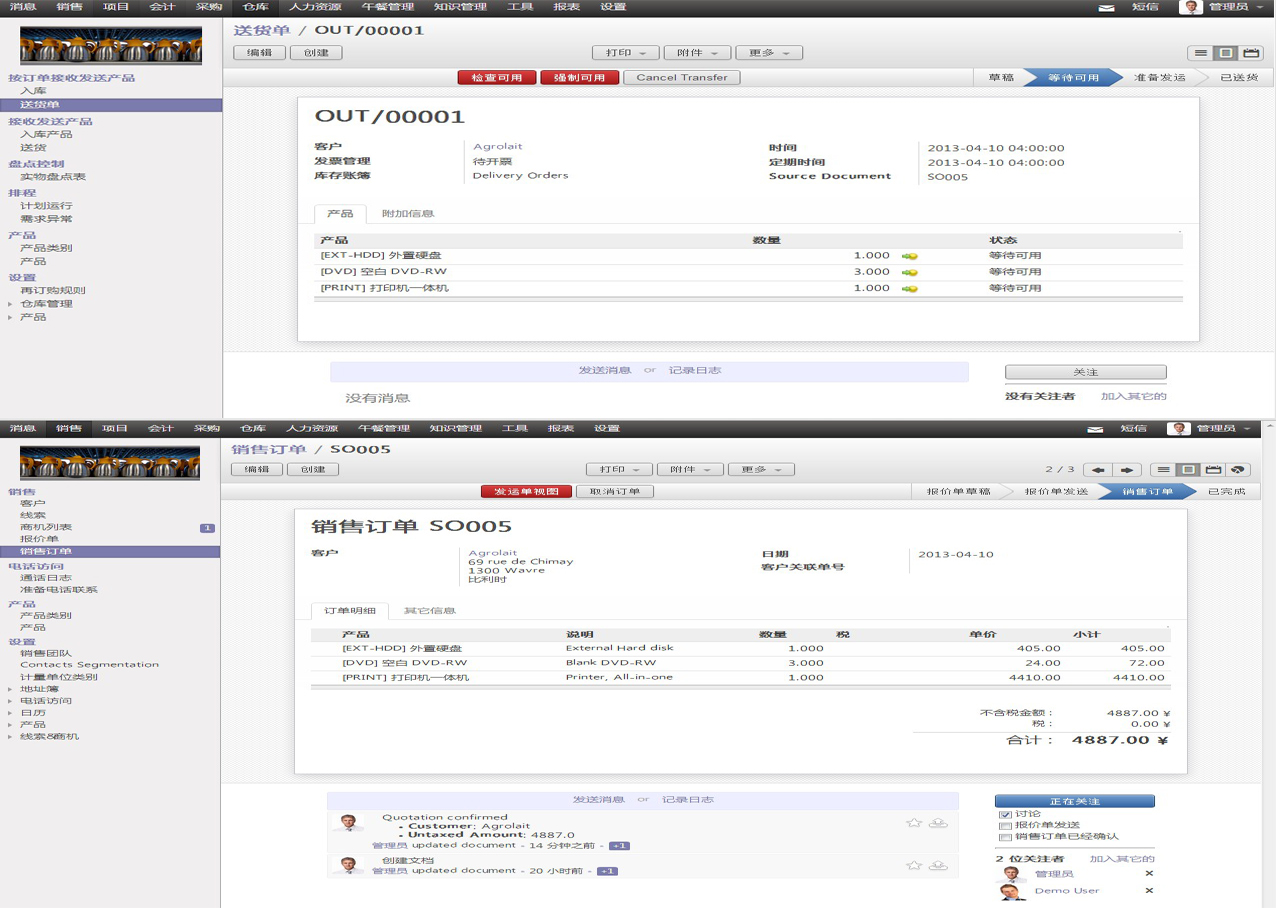 消息 销售 项目 会计 采购 仓库 人力资源 午餐管理 知识管理 工具 报表 设置 短信 管理员
送货单 / OUT/00001
编辑 创建 打印 附件 更多
检查可用 强制可用 Cancel Transfer 草稿 等待可用 准备发运 已送货
按订单接收发送产品
入库
送货单
接收发送产品
入库产品
送货
盘点控制
实物盘点表
排程
计划运行
需求异常
产品
产品类别
产品
设置
再订购规则
仓库管理
产品
OUT/00001
客户 Agrolait 时间 2013-04-10 04:00:00
发票管理 待开票 定期时间 2013-04-10 04:00:00
库存账簿 Delivery Orders Source Document SO005
产品 附加信息
产品 数量 状态
[EXT-HDD] 外置硬盘 1.000 等待可用
[DVD] 空白 DVD-RW 3.000 等待可用
[PRINT] 打印机一体机 1.000 等待可用
发送消息 or 记录日志 关注
没有消息 没有关注者 加入其它的
消息 销售 项目 会计 采购 仓库 人力资源 午餐管理 知识管理 工具 报表 设置 短信 管理员
销售订单 / SO005
编辑 创建 打印 附件 更多 2 / 3
发运单视图 取消订单 报价单草稿 报价单发送 销售订单 已完成
销售
客户
线索
商机列表 1
报价单
销售订单
电话访问
通话日志
准备电话联系
产品
产品类别
产品
设置
销售团队
Contacts Segmentation
计量单位类别
地址簿
电话访问
日历
产品
线索&商机
销售订单 SO005
客户 Agrolait 日期 2013-04-10
69 rue de Chimay 客户关联单号
1300 Wavre
比利时
订单明细 其它信息
产品 说明 数量 税 单价 小计
[EXT-HDD] 外置硬盘 External Hard disk 1.000 405.00 405.00
[DVD] 空白 DVD-RW Blank DVD-RW 3.000 24.00 72.00
[PRINT] 打印机一体机 Printer, All-in-one 1.000 4410.00 4410.00
不含税金额 : 4887.00 ¥
税 : 0.00 ¥
合计 : 4887.00 ¥
发送消息 or 记录日志
Quotation confirmed
• Customer: Agrolait
• Untaxed Amount: 4887.0
管理员 updated document - 14 分钟之前 - +1
创建文档
管理员 updated document - 20 小时前 - +1
正在关注
讨论
报价单发送
销售订单已经确认
2 位关注者 加入其它的
管理员 ×
Demo User ×